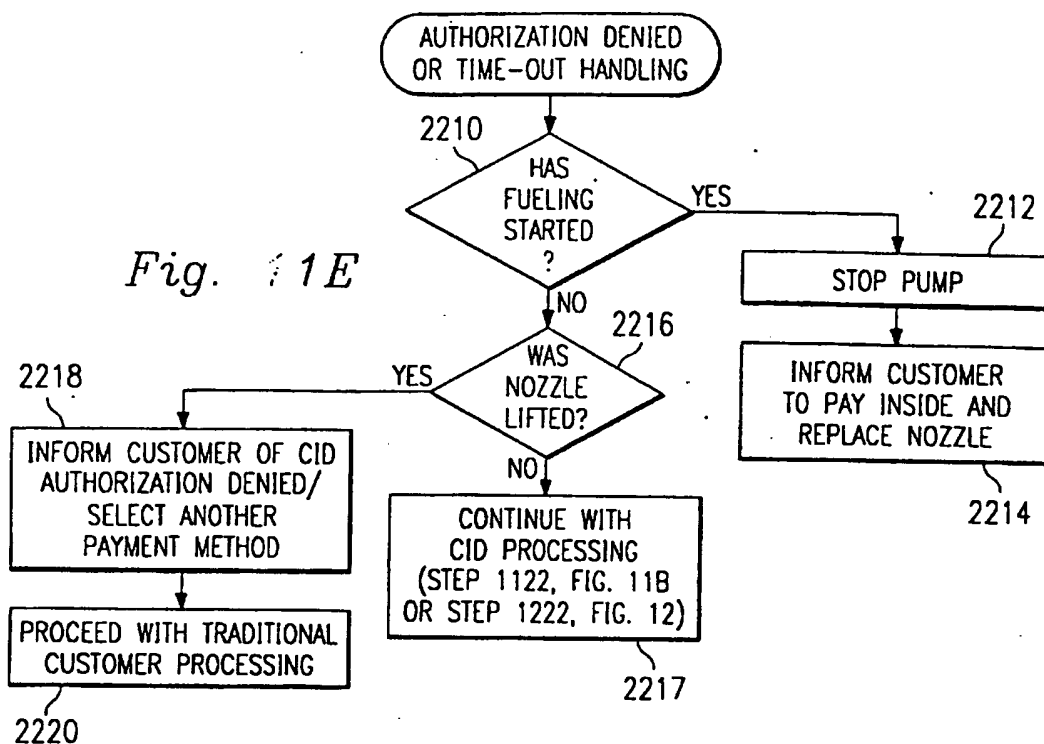 AUTHORIZATION DENIED
OR TIME-OUT HANDLING
2210
HAS
FUELING
STARTED
?
YES
NO
2212
STOP PUMP
INFORM CUSTOMER
TO PAY INSIDE AND
REPLACE NOZZLE
2214
Fig. 11E
2216
WAS
NOZZLE
LIFTED?
YES
NO
2218
INFORM CUSTOMER OF CID
AUTHORIZATION DENIED/
SELECT ANOTHER
PAYMENT METHOD
PROCEED WITH TRADITIONAL
CUSTOMER PROCESSING
2220
CONTINUE WITH
CID PROCESSING
(STEP 1122, FIG. 11B
OR STEP 1222, FIG. 12)
2217